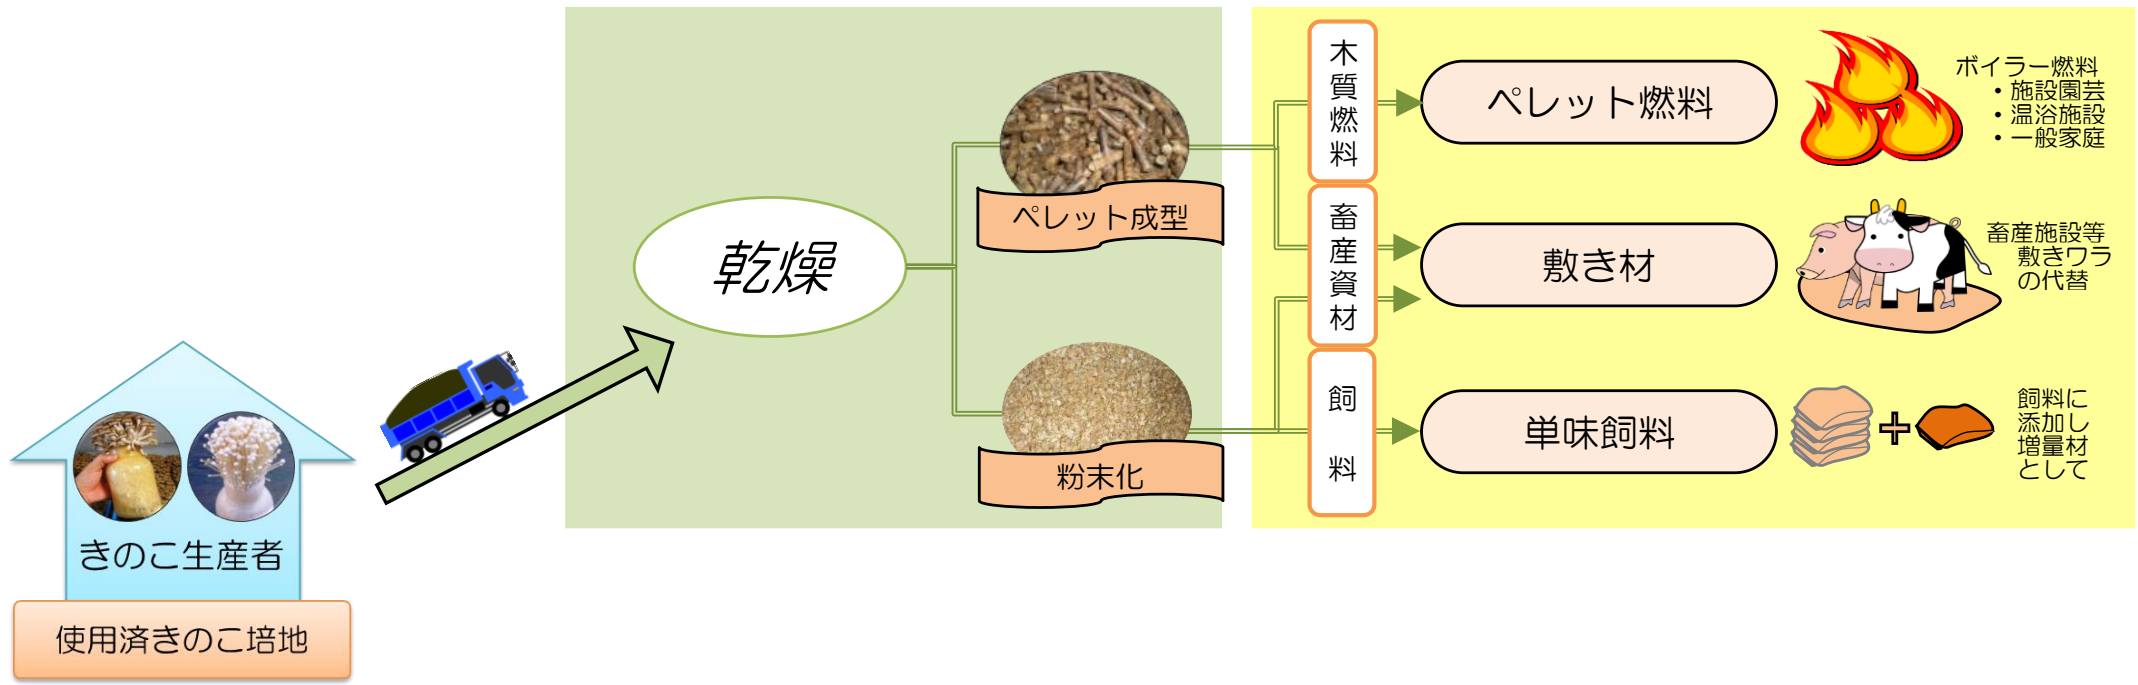 きのこ生産者
使用済きのこ培地
乾燥
ペレット成型
粉末化
木質燃料
畜産資材
飼料
ペレット燃料
敷き材
単味飼料
ボイラー燃料
・施設園芸
・温浴施設
・一般家庭
畜産施設等
敷きワラ
の代替
飼料に
添加し
増量材
として